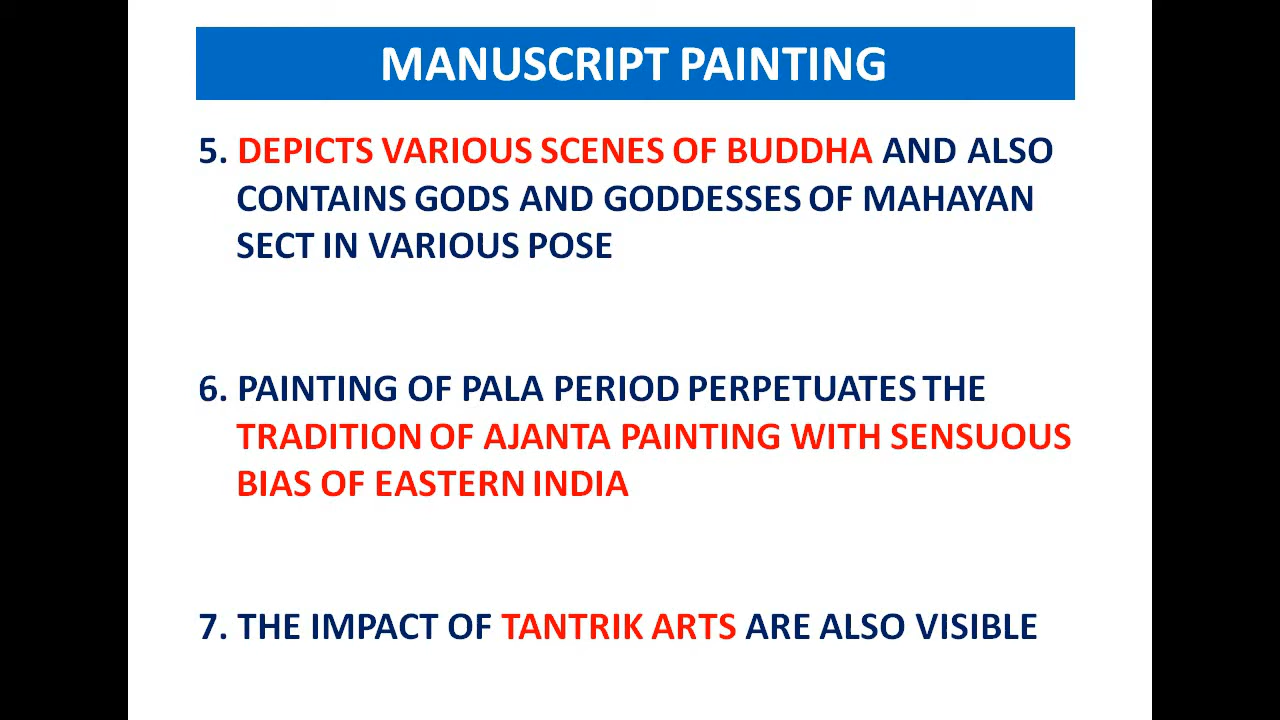 MANUSCRIPT PAINTING
5. DEPICTS VARIOUS SCENES OF BUDDHA AND ALSO
CONTAINS GODS AND GODDESSES OF MAHAYAN
SECT IN VARIOUS POSE
6. PAINTING OF PALA PERIOD PERPETUATES THE
TRADITION OF AJANTA PAINTING WITH SENSUOUS
BIAS OF EASTERN INDIA
7. THE IMPACT OF TANTRIK ARTS ARE ALSO VISIBLE